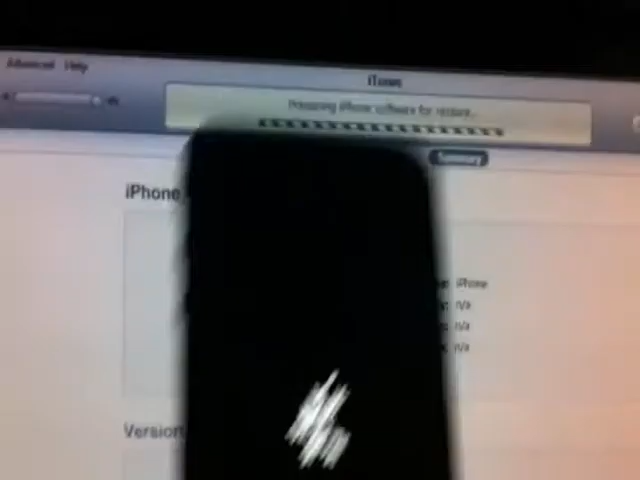 Advanced Help
iTunes
Preparing iPhone software for restore...
Summary
iPhone
iPhone
n/a
n/a
n/a
Version